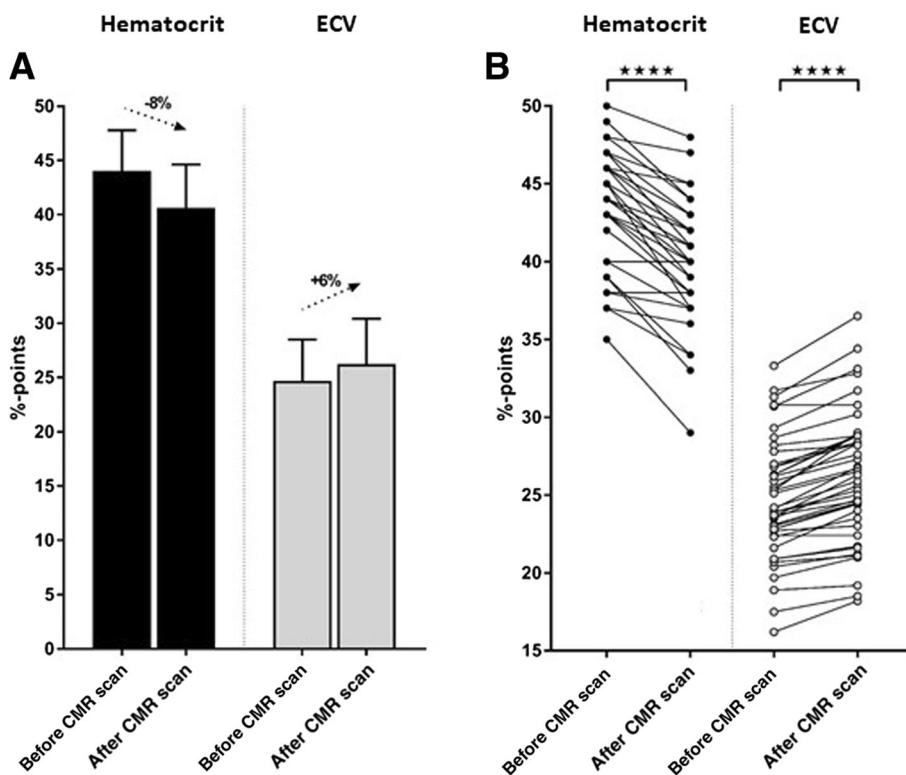 Hematocrit ECV
A
50
45
40
35
30
25
20
15
10
5
0
%-points
-8%
+6%
Before CMR scan
After CMR scan
Before CMR scan
After CMR scan
Hematocrit ECV
B
★★★★ ★★★★
50
45
40
35
30
25
20
15
%-points
Before CMR scan
After CMR scan
Before CMR scan
After CMR scan